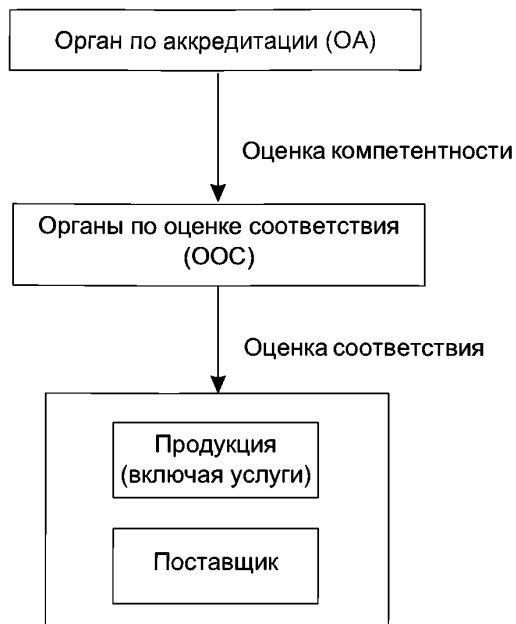 Орган по аккредитации (ОА)
Оценка компетентности
Органы по оценке соответствия
(ООС)
Оценка соответствия
Продукция
(включая услуги)
Поставщик